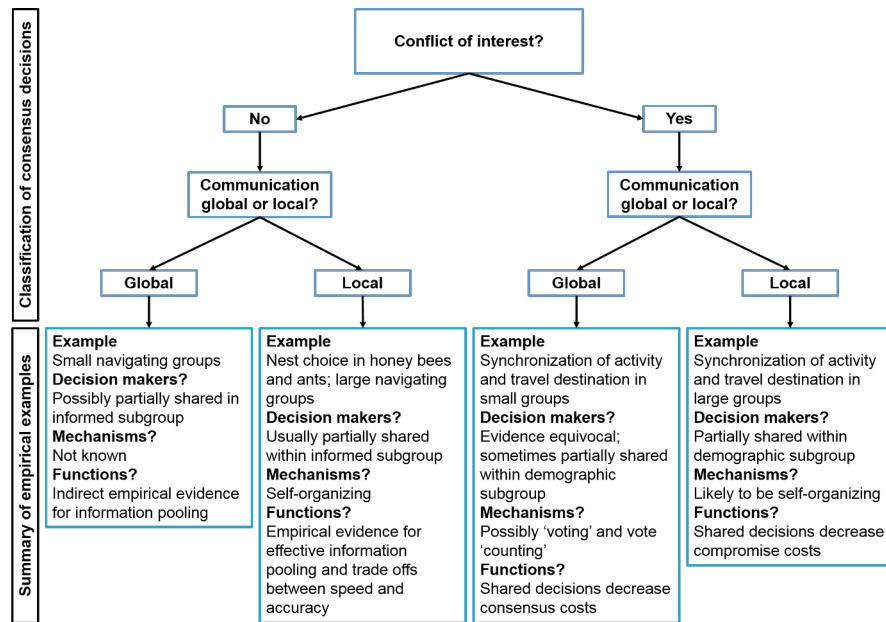 Classification of consensus decisions
Conflict of interest?
No
Yes
Communication
global or local?
Communication
global or local?
Global
Local
Global
Local
Summary of empirical examples
Example
Small navigating groups
Decision makers?
Possibly partially shared in
informed subgroup
Mechanisms?
Not known
Functions?
Indirect empirical evidence
for information pooling
Example
Nest choice in honey bees
and ants; large navigating
groups
Decision makers?
Usually partially shared
within informed subgroup
Mechanisms?
Self-organizing
Functions?
Empirical evidence for
effective information
pooling and trade offs
between speed and
accuracy
Example
Synchronization of activity
and travel destination in
small groups
Decision makers?
Evidence equivocal;
sometimes partially shared
within demographic
subgroup
Mechanisms?
Possibly ‘voting’ and vote
‘counting’
Functions?
Shared decisions decrease
consensus costs
Example
Synchronization of activity
and travel destination in
large groups
Decision makers?
Partially shared within
demographic subgroup
Mechanisms?
Likely to be self-organizing
Functions?
Shared decisions decrease
compromise costs